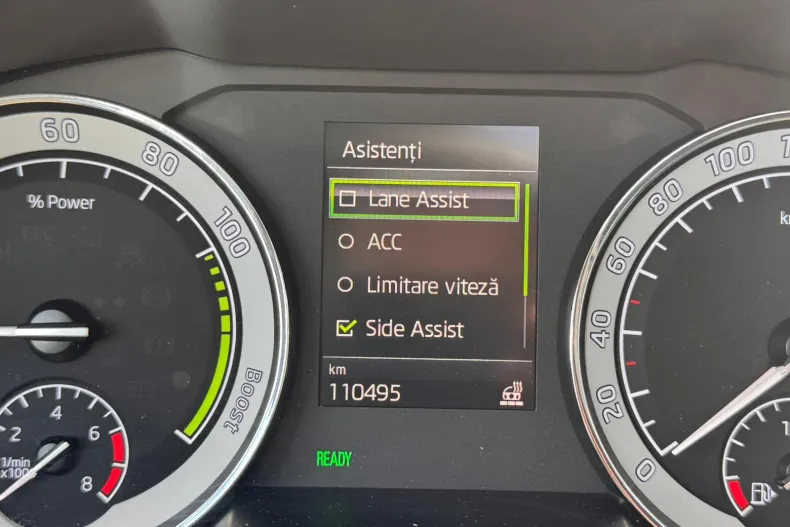 60
80
100
% Power
Boost
2
4
6
8
1/min
x100
Asistenți
Lane Assist
ACC
Limitare viteză
Side Assist
km
110495
READY
0
20
40
60
80
100